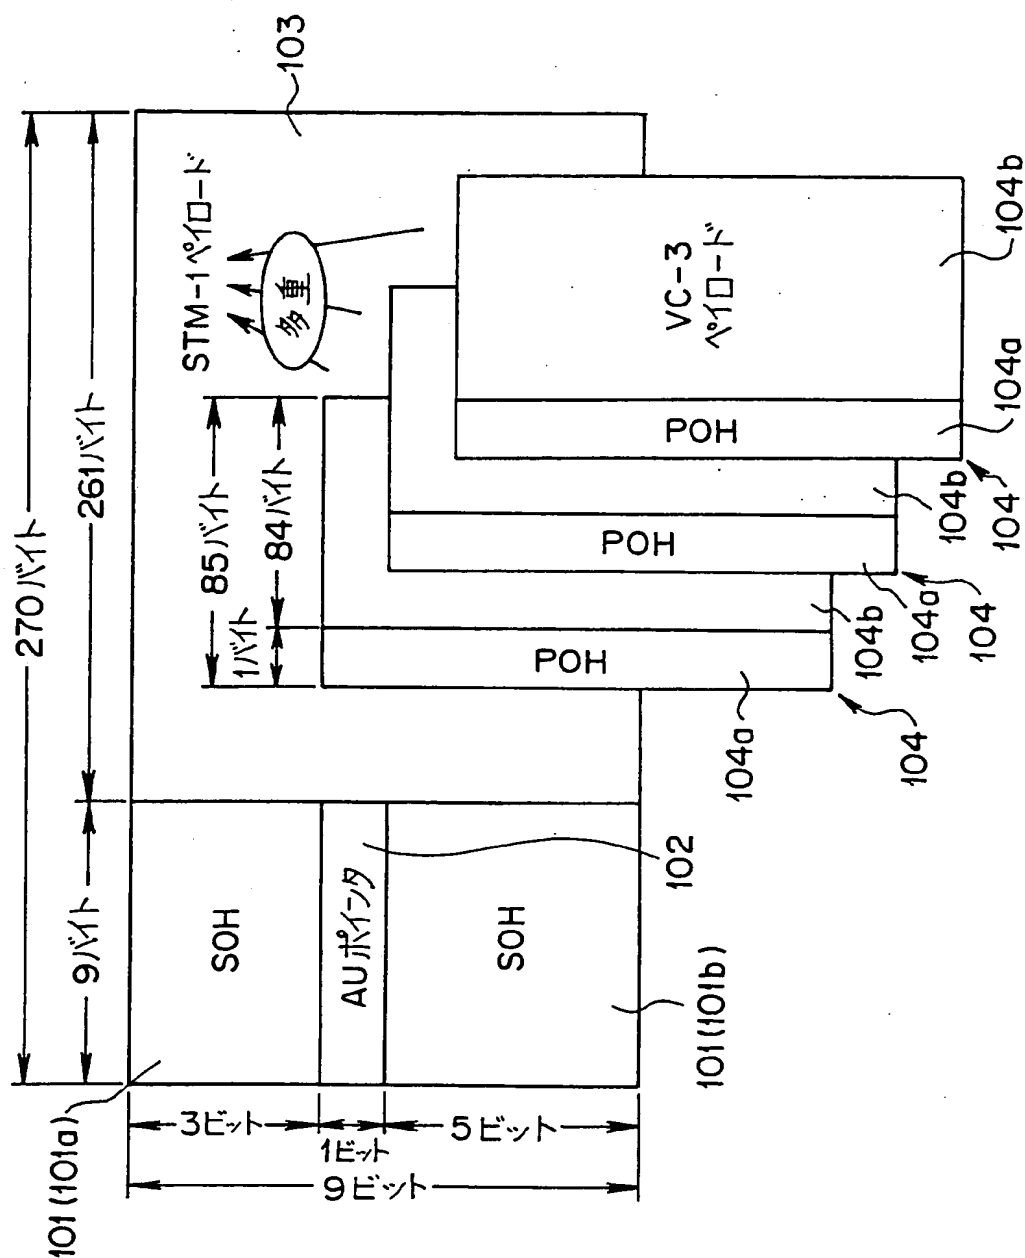 270バイト
9バイト
261バイト
101(101a)
103
STM-1ペイロード
多重
3ビット
1ビット
5ビット
9ビット
SOH
AUポインタ
SOH
102
101(101b)
85バイト
1バイト
84バイト
POH
POH
POH
VC-3
ペイロード
104a
104b
104
104a
104b
104
104a
104b
104